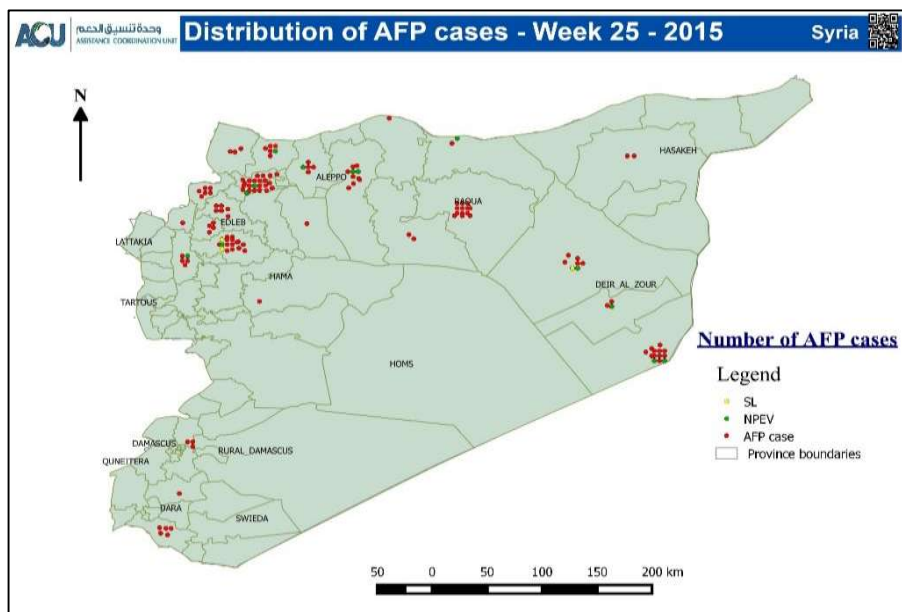 ACU
وحدة تنسيق الدعم
ASSISTANCE COORDINATION UNIT
Distribution of AFP cases - Week 25 - 2015
Syria
N
HASAKEH
ALEPPO
RAQUA
EDLEB
LATTAKIA
HAMA
DEIR_AL_ZOUR
TARTOUS
Number of AFP cases
HOMS
Legend
SL
NPEV
AFP case
Province boundaries
DAMASCUS
RURAL_DAMASCUS
QUNEITERA
DARA
SWIEDA
50 0 50 100 150 200 km